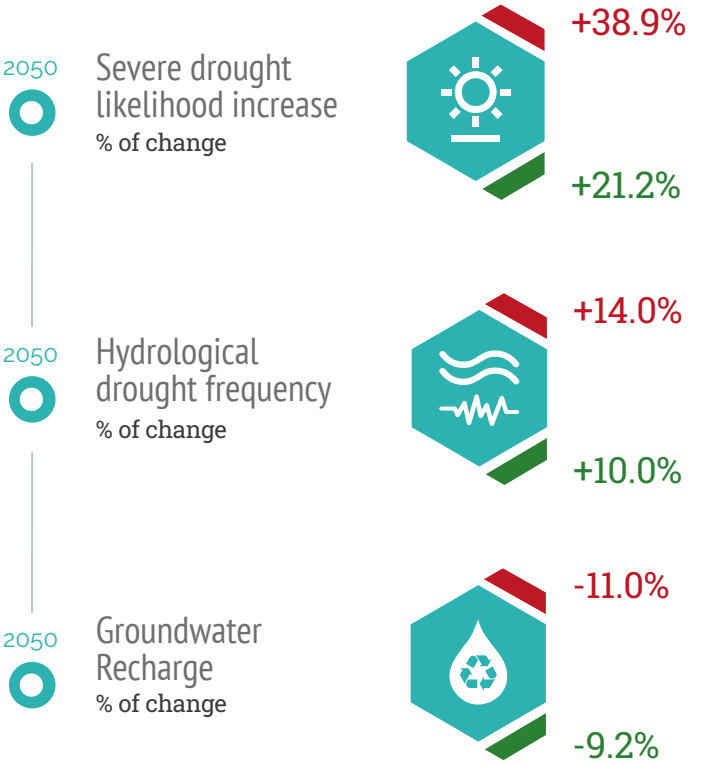 2050
Severe drought
likelihood increase
% of change
+38.9%
+21.2%
2050
Hydrological
drought frequency
% of change
+14.0%
+10.0%
2050
Groundwater
Recharge
% of change
-11.0%
-9.2%